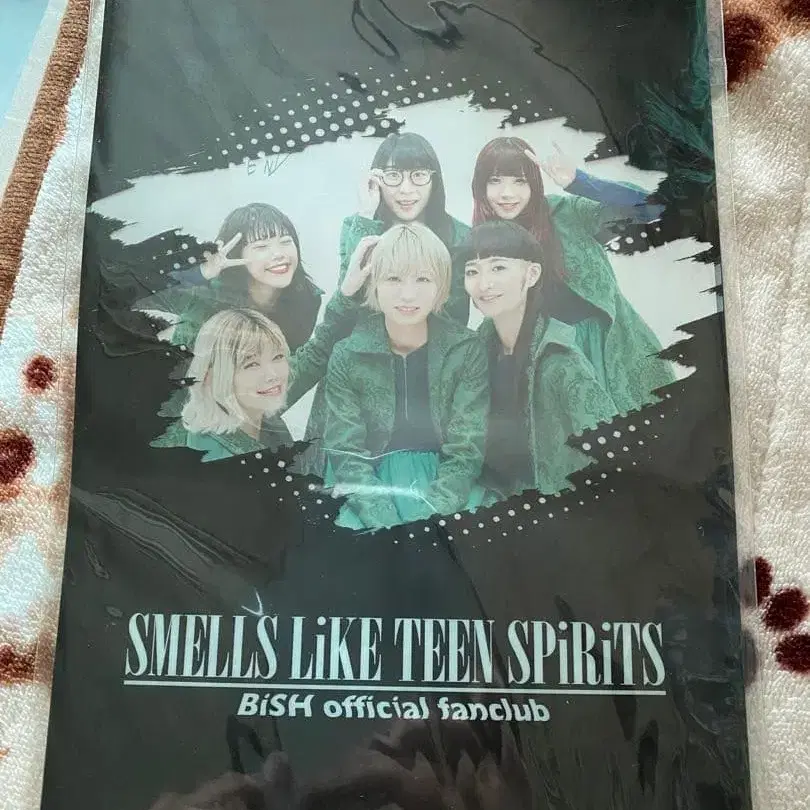 SMELLS LiKE TEEN SPiRiTS
BiSH official fanclub